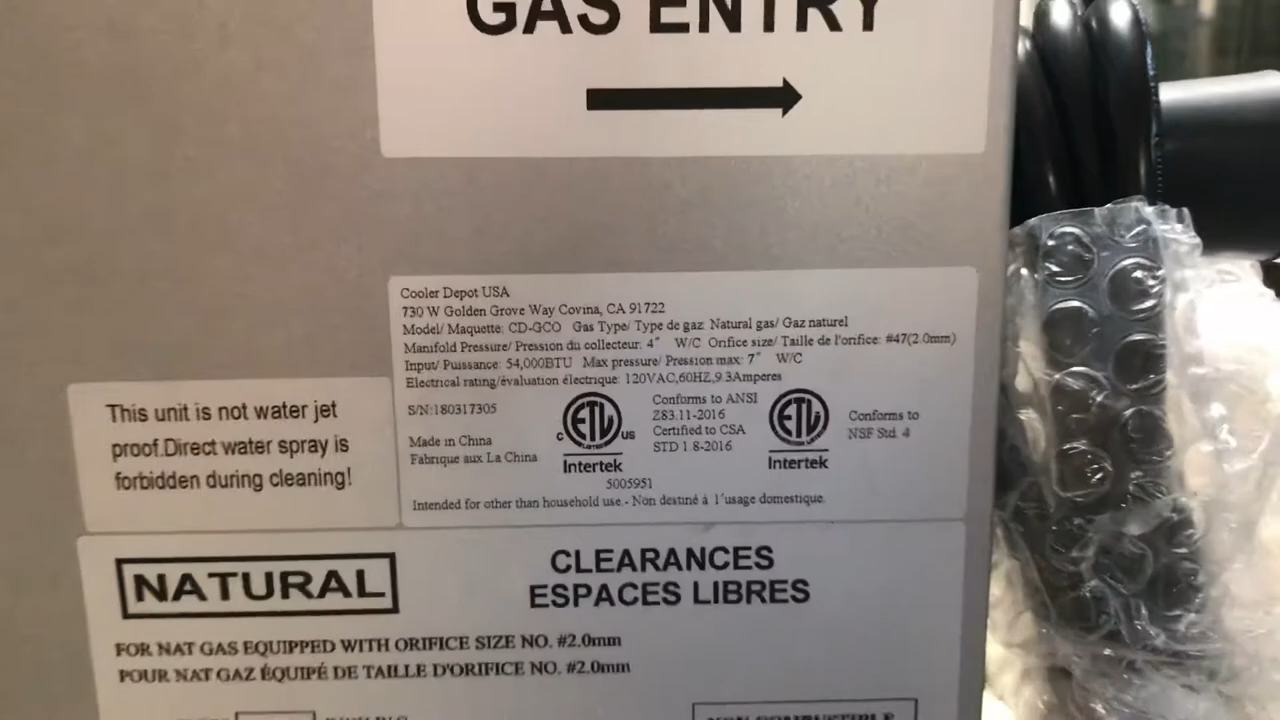 GAS ENTRY
Cooler Depot USA
730 W Golden Grove Way Covina, CA 91722
Model/ Maquette: CD-GCO Gas Type/ Type de gaz: Natural gas/ Gaz naturel
Manifold Pressure/ Pression du collecteur: 4" W/C Orifice size/ Taille de l'orifice: #47(2.0mm)
Input/ Puissance: 54,000BTU Max pressure/ Pression max: 7" W/C
Electrical rating/évaluation électrique: 120VAC,60HZ,9.3Amperes
S/N:180317305
Made in China
Fabrique aux La China
c ETL us
Intertek
5005951
Conforms to ANSI
Z83.11-2016
Certified to CSA
STD 1.8-2016
ETL
Intertek
Conforms to
NSF Std. 4
Intended for other than household use.- Non destiné à l'usage domestique.
This unit is not water jet
proof.Direct water spray is
forbidden during cleaning!
NATURAL
CLEARANCES
ESPACES LIBRES
FOR NAT GAS EQUIPPED WITH ORIFICE SIZE NO. #2.0mm
POUR NAT GAZ ÉQUIPÉ DE TAILLE D'ORIFICE NO. #2.0mm